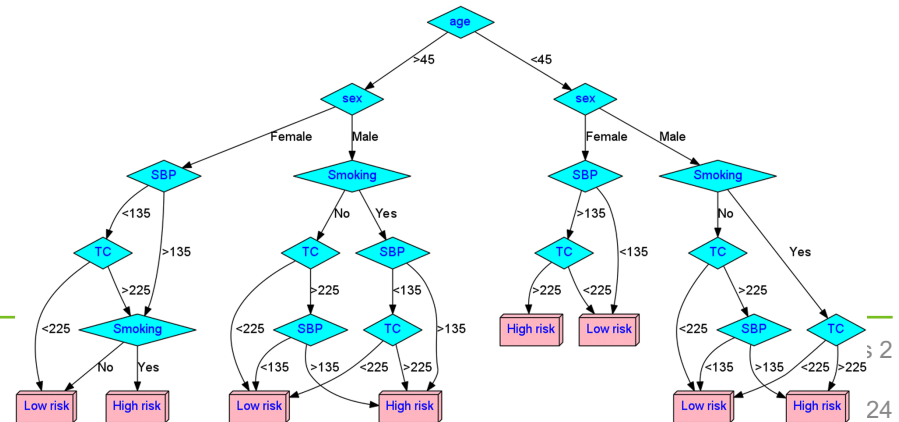 age
>45 <45
sex sex
Female Male Female Male
SBP Smoking SBP Smoking
<135 No Yes >135 No
TC >135 TC SBP TC <135 TC Yes
>225 >225 <135 >225 <225 >225
<225 Smoking <225 SBP TC >135 High risk Low risk <225 SBP TC
No Yes <135 >135 <225 >225 <135 >135 <225 >225
s 2
Low risk High risk Low risk High risk Low risk High risk
24